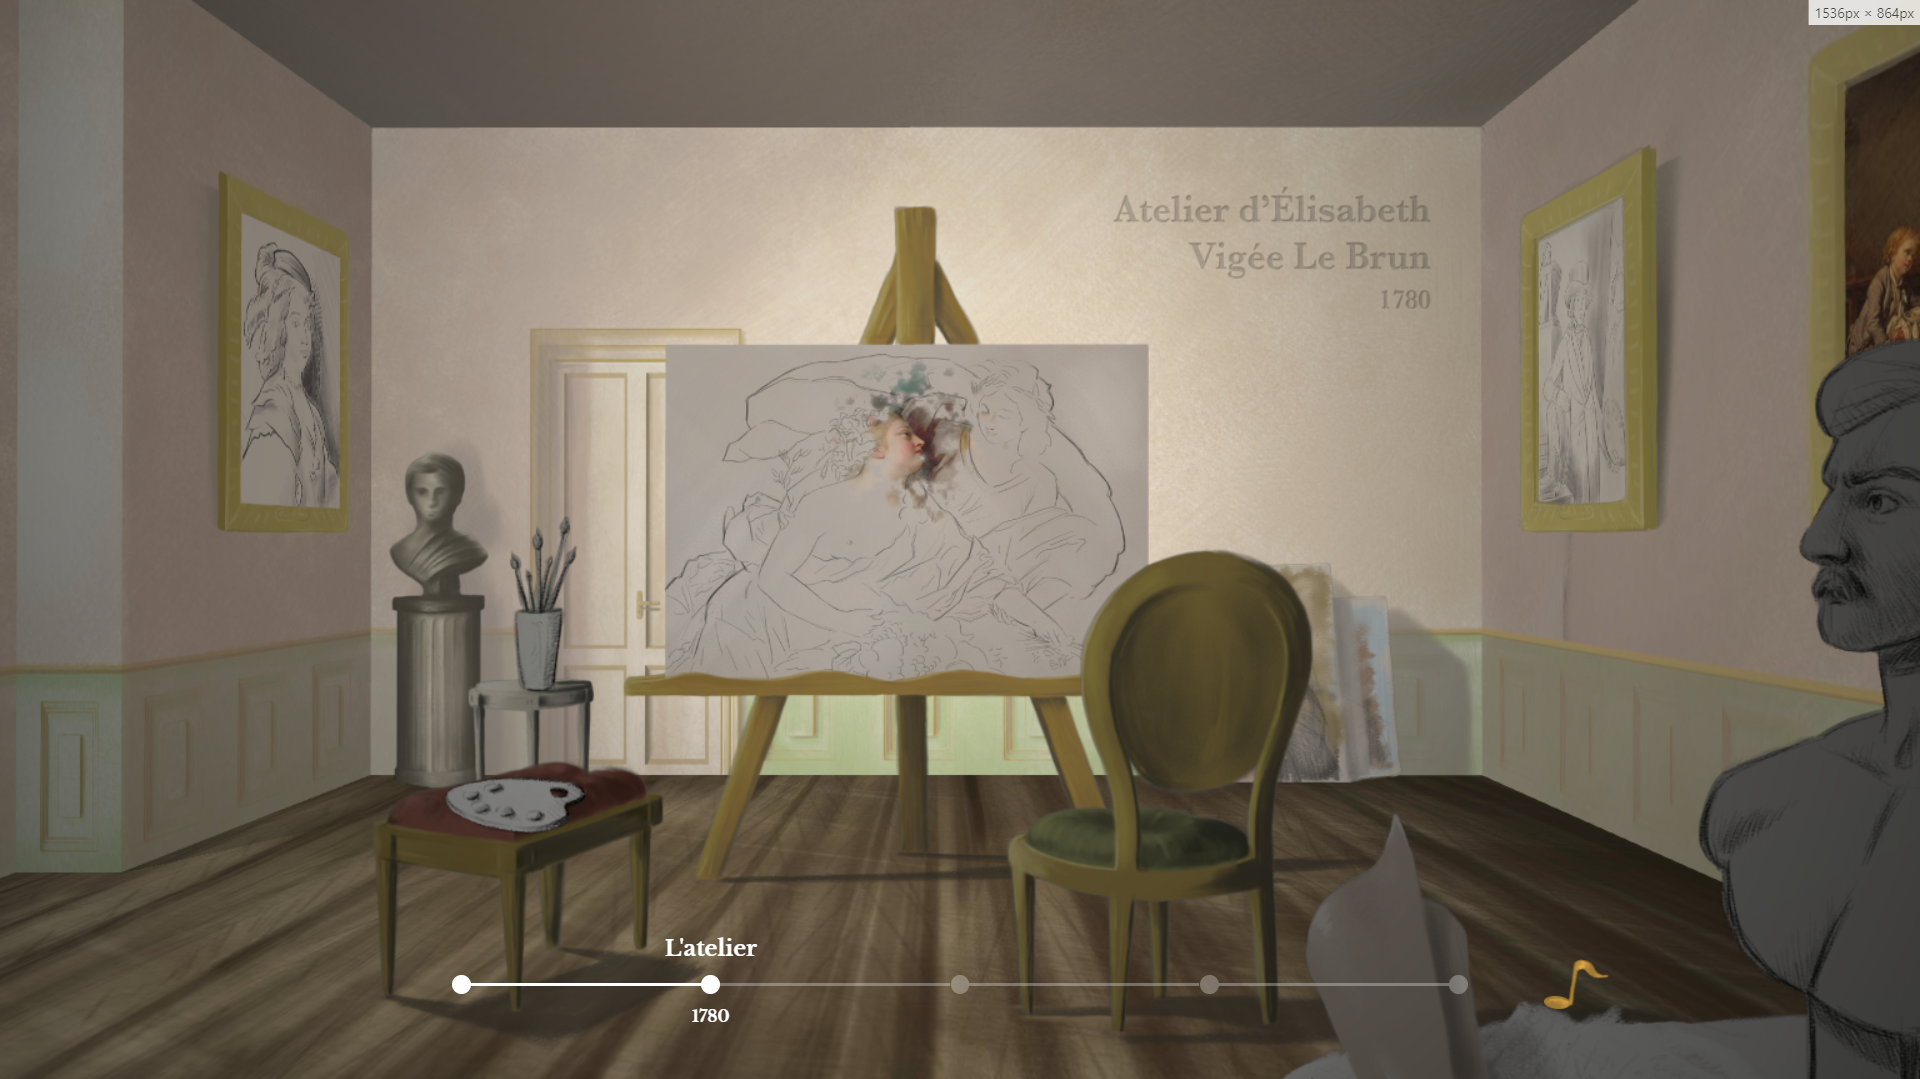 1536px × 864px
Atelier d’Élisabeth
Vigée Le Brun
1780
L'atelier
1780